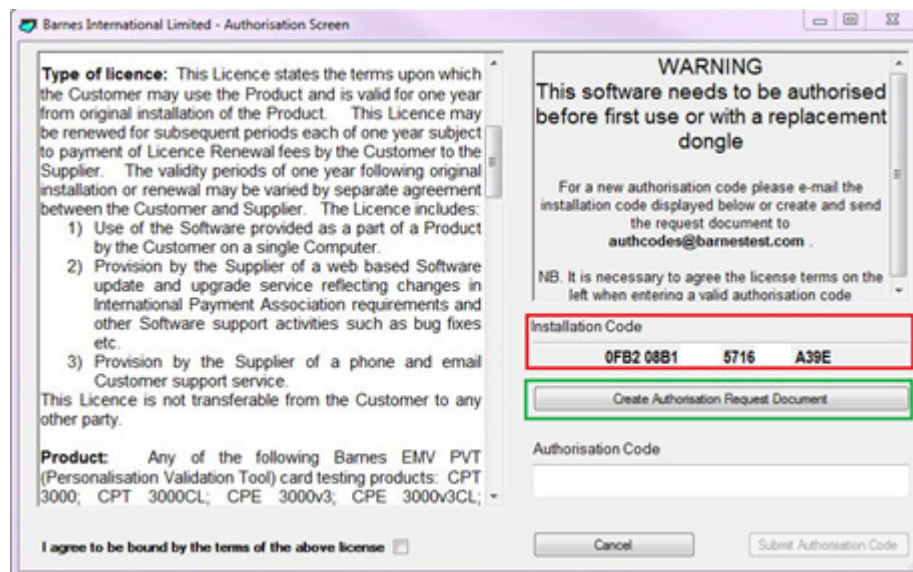 Barnes International Limited - Authorisation Screen
Type of licence: This Licence states the terms upon which
the Customer may use the Product and is valid for one year
from original installation of the Product. This Licence may
be renewed for subsequent periods each of one year subject
to payment of Licence Renewal fees by the Customer to the
Supplier. The validity periods of one year following original
installation or renewal may be varied by separate agreement
between the Customer and Supplier. The Licence includes:
1) Use of the Software provided as a part of a Product
by the Customer on a single Computer.
2) Provision by the Supplier of a web based Software
update and upgrade service reflecting changes in
International Payment Association requirements and
other Software support activities such as bug fixes
etc.
3) Provision by the Supplier of a phone and email
Customer support service.
This Licence is not transferable from the Customer to any
other party.
Product: Any of the following Barnes EMV PVT
(Personalisation Validation Tool) card testing products: CPT
3000; CPT 3000CL; CPE 3000v3; CPE 3000v3CL;
I agree to be bound by the terms of the above license
WARNING
This software needs to be authorised
before first use or with a replacement
dongle
For a new authorisation code please e-mail the
installation code displayed below or create and send
the request document to
authcodes@barnestest.com .
NB. It is necessary to agree the license terms on the
left when entering a valid authorisation code
Installation Code
0FB2 08B1 5716 A39E
Create Authorisation Request Document
Authorisation Code
Cancel
Submit Authorisation Code